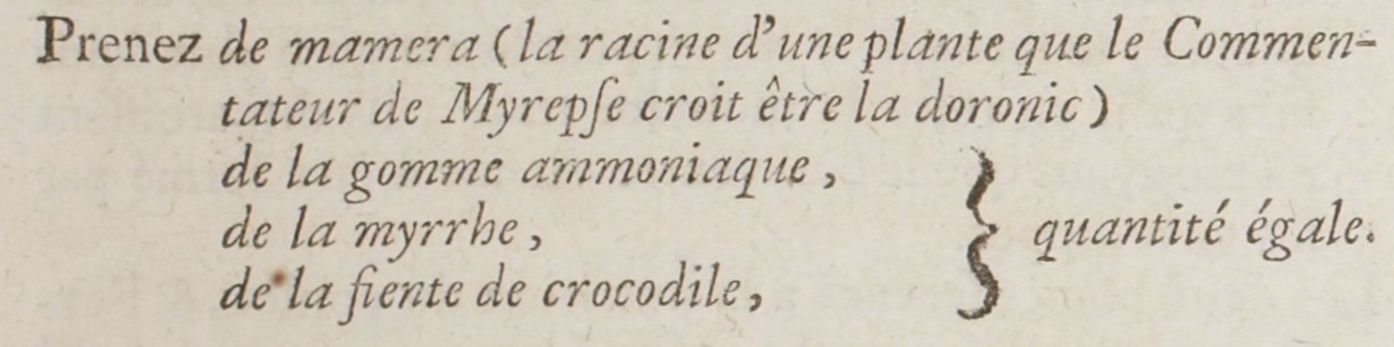 Prenez de mamera (la racine d'une plante que le Commen-
tateur de Myrepſe croit être la doronic)
de la gomme ammoniaque,
de la myrrhe,
de la fiente de crocodile,
} quantité égale.